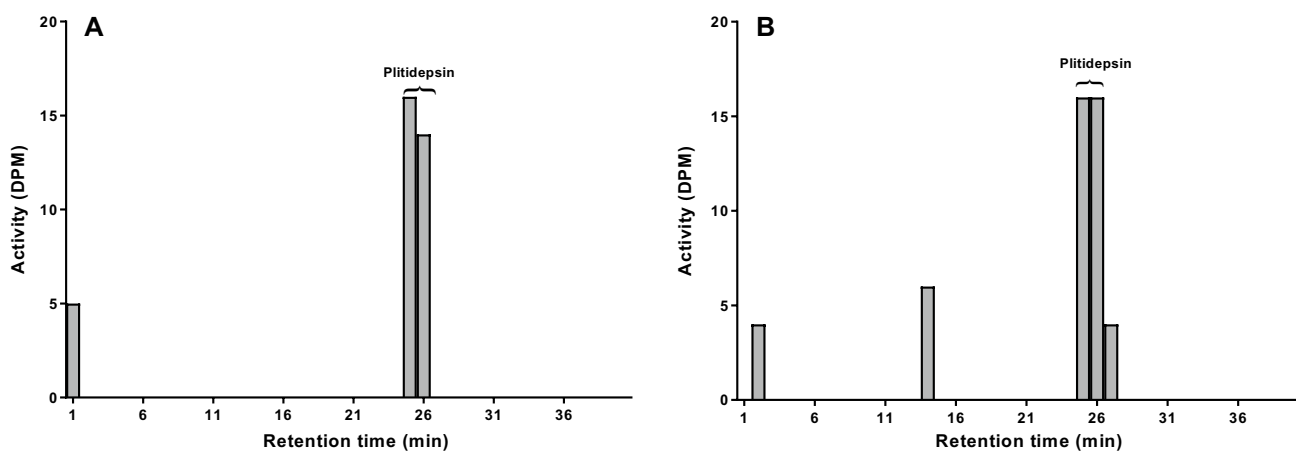 A
Plitidepsin
20
15
10
5
0
Activity (DPM)
1 6 11 16 21 26 31 36
Retention time (min)
B
Plitidepsin
20
15
10
5
0
Activity (DPM)
1 6 11 16 21 26 31 36
Retention time (min)